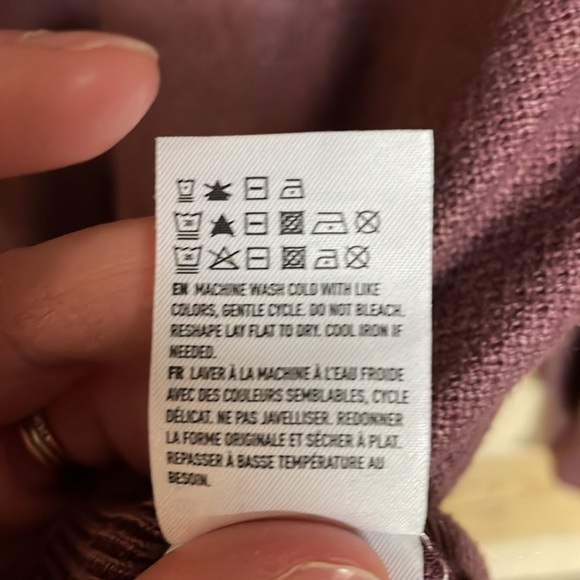 EN MACHINE WASH COLD WITH LIKE
COLORS, GENTLE CYCLE. DO NOT BLEACH.
RESHAPE LAY FLAT TO DRY. COOL IRON IF
NEEDED.
FR LAVER À LA MACHINE À L'EAU FROIDE
AVEC DES COULEURS SEMBLABLES, CYCLE
DÉLICAT. NE PAS JAVELLISER. REDONNER
LA FORME ORIGINALE ET SÉCHER À PLAT.
REPASSER À BASSE TEMPÉRATURE AU
BESOIN.